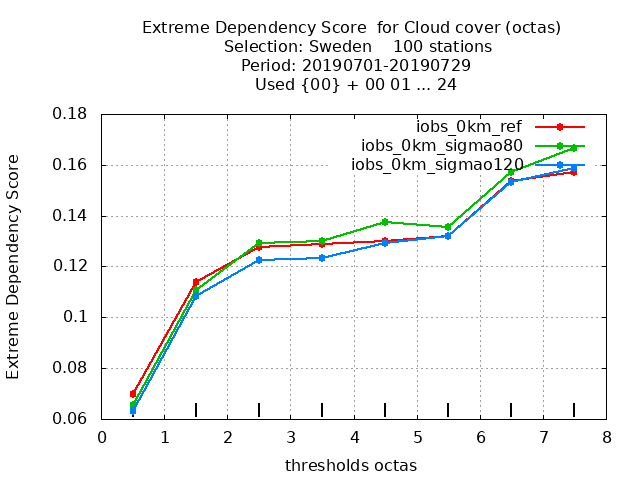 Extreme Dependency Score  for Cloud cover (octas)
Selection: Sweden    100 stations
Period: 20190701-20190729
Used {00} + 00 01 ... 24
iobs_0km_ref
iobs_0km_sigmao80
iobs_0km_sigmao120
0.18
0.16
0.14
0.12
0.1
0.08
0.06
Extreme Dependency Score
0 1 2 3 4 5 6 7 8
thresholds octas